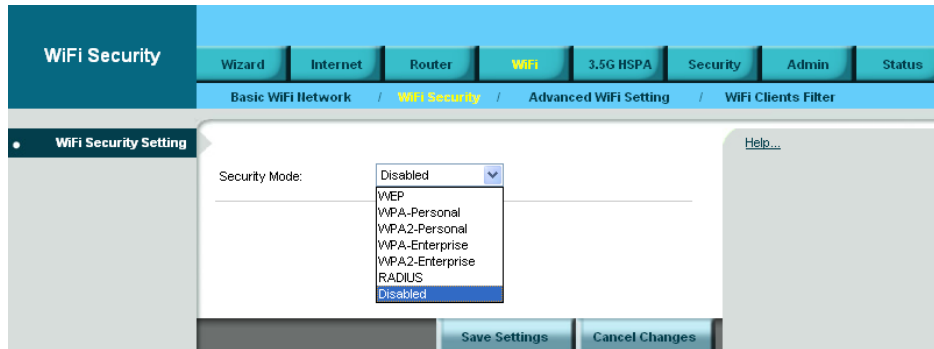 WiFi Security
Wizard Internet Router WiFi 3.5G HSPA Security Admin Status
Basic WiFi Network / WiFi Security / Advanced WiFi Setting / WiFi Clients Filter
WiFi Security Setting
Help...
Security Mode: Disabled
WEP
WPA-Personal
WPA2-Personal
WPA-Enterprise
WPA2-Enterprise
RADIUS
Disabled
Save Settings Cancel Changes